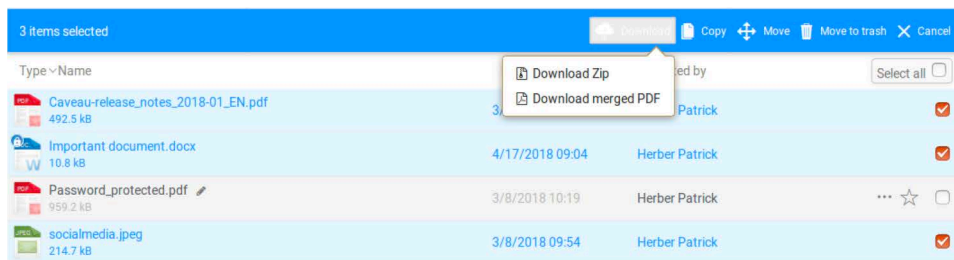 3 items selected
Download Copy Move Move to trash Cancel
Type Name ted by Select all
Download Zip
Download merged PDF
PDF Caveau-release_notes_2018-01_EN.pdf
492.5 kB
3/ Patrick
Important document.docx
10.8 kB
4/17/2018 09:04 Herber Patrick
PDF Password_protected.pdf
959.2 kB
3/8/2018 10:19 Herber Patrick
JPEG socialmedia.jpeg
214.7 kB
3/8/2018 09:54 Herber Patrick